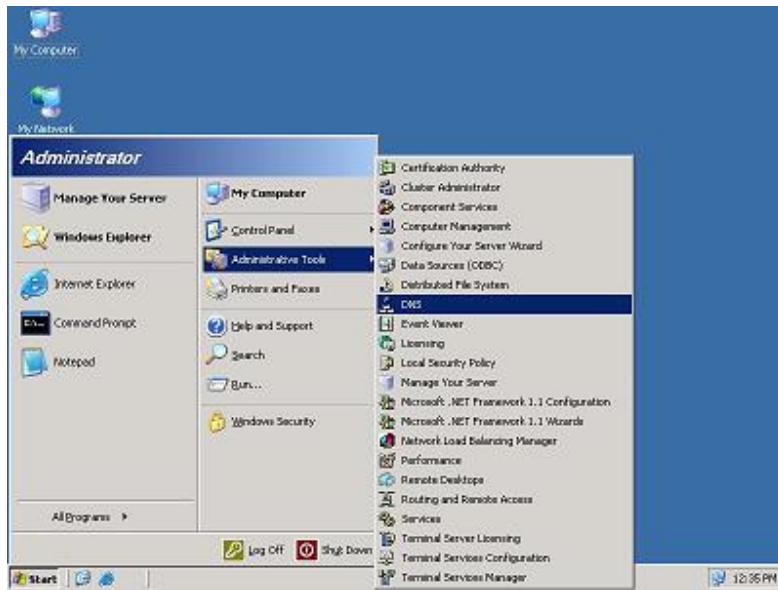 My Computer
My Network
Administrator
Manage Your Server
Windows Explorer
Internet Explorer
Command Prompt
Notepad
All Programs
My Computer
Control Panel
Administrative Tools
Printers and Faxes
Help and Support
Search
Run...
Windows Security
Log Off
Shut Down
Certification Authority
Cluster Administrator
Component Services
Computer Management
Configure Your Server Wizard
Data Sources (ODBC)
Distributed File System
DNS
Event Viewer
Licensing
Local Security Policy
Manage Your Server
Microsoft .NET Framework 1.1 Configuration
Microsoft .NET Framework 1.1 Wizards
Network Load Balancing Manager
Performance
Remote Desktops
Routing and Remote Access
Services
Terminal Server Licensing
Terminal Services Configuration
Terminal Services Manager
Start
12:35 PM